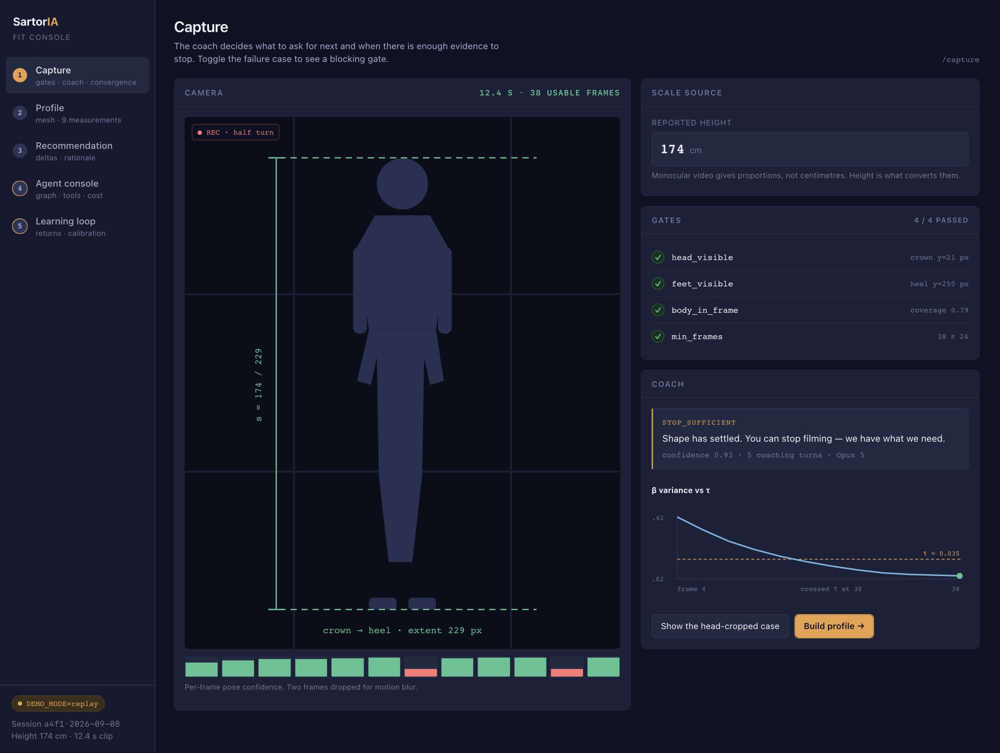 SartorIA
FIT CONSOLE
1
Capture
gates · coach · convergence
2
Profile
mesh · 9 measurements
3
Recommendation
deltas · rationale
4
Agent console
graph · tools · cost
5
Learning loop
returns · calibration
DEMO_MODE=replay
Session a4f1·2026–09–08
Height 174 cm · 12.4 s clip
Capture
The coach decides what to ask for next and when there is enough evidence to
stop. Toggle the failure case to see a blocking gate.
/capture
CAMERA
12.4 S · 38 USABLE FRAMES
REC · half turn
s = 174 / 229
crown → heel · extent 229 px
Per-frame pose confidence. Two frames dropped for motion blur.
SCALE SOURCE
REPORTED HEIGHT
174 cm
Monocular video gives proportions, not centimetres. Height is what converts them.
GATES
4 / 4 PASSED
head_visible
crown y=21 px
feet_visible
heel y=250 px
body_in_frame
coverage 0.79
min_frames
38 ≥ 24
COACH
STOP_SUFFICIENT
Shape has settled. You can stop filming — we have what we need.
confidence 0.93 · 5 coaching turns · Opus 5
β variance vs τ
.42
τ = 0.035
.02
frame 4
crossed τ at 30
38
Show the head-cropped case
Build profile →